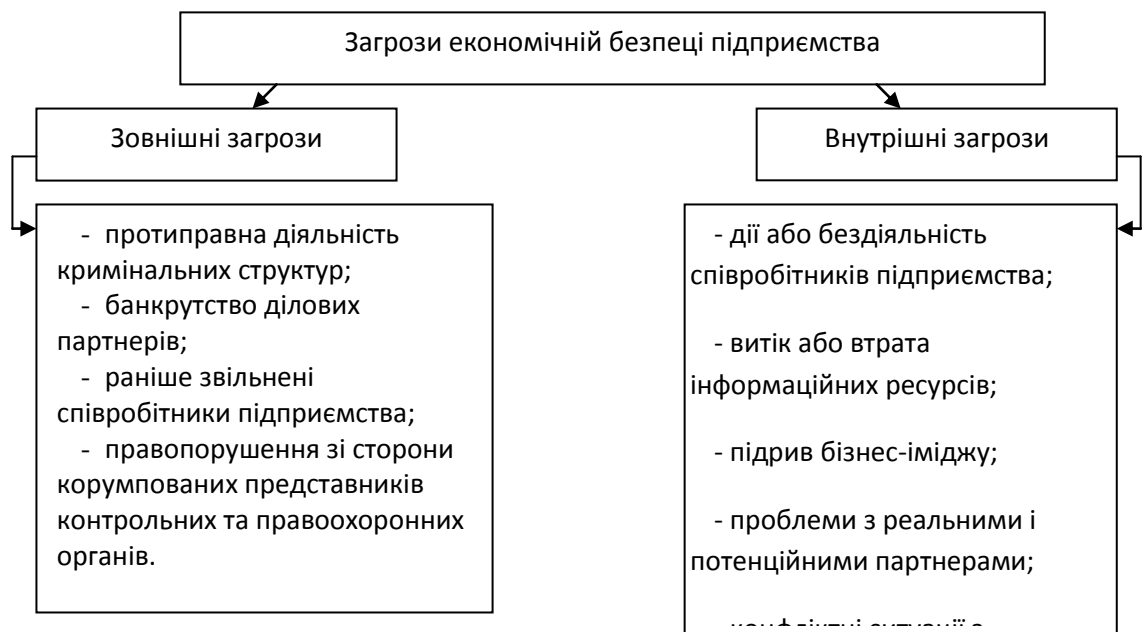 Загрози економічній безпеці підприємства
Зовнішні загрози
Внутрішні загрози
- протиправна діяльність
кримінальних структур;
- банкрутство ділових
партнерів;
- раніше звільнені
співробітники підприємства;
- правопорушення зі сторони
корумпованих представників
контрольних та правоохоронних
органів.
- дії або бездіяльність
співробітників підприємства;
- витік або втрата
інформаційних ресурсів;
- підрив бізнес-іміджу;
- проблеми з реальними і
потенційними партнерами;